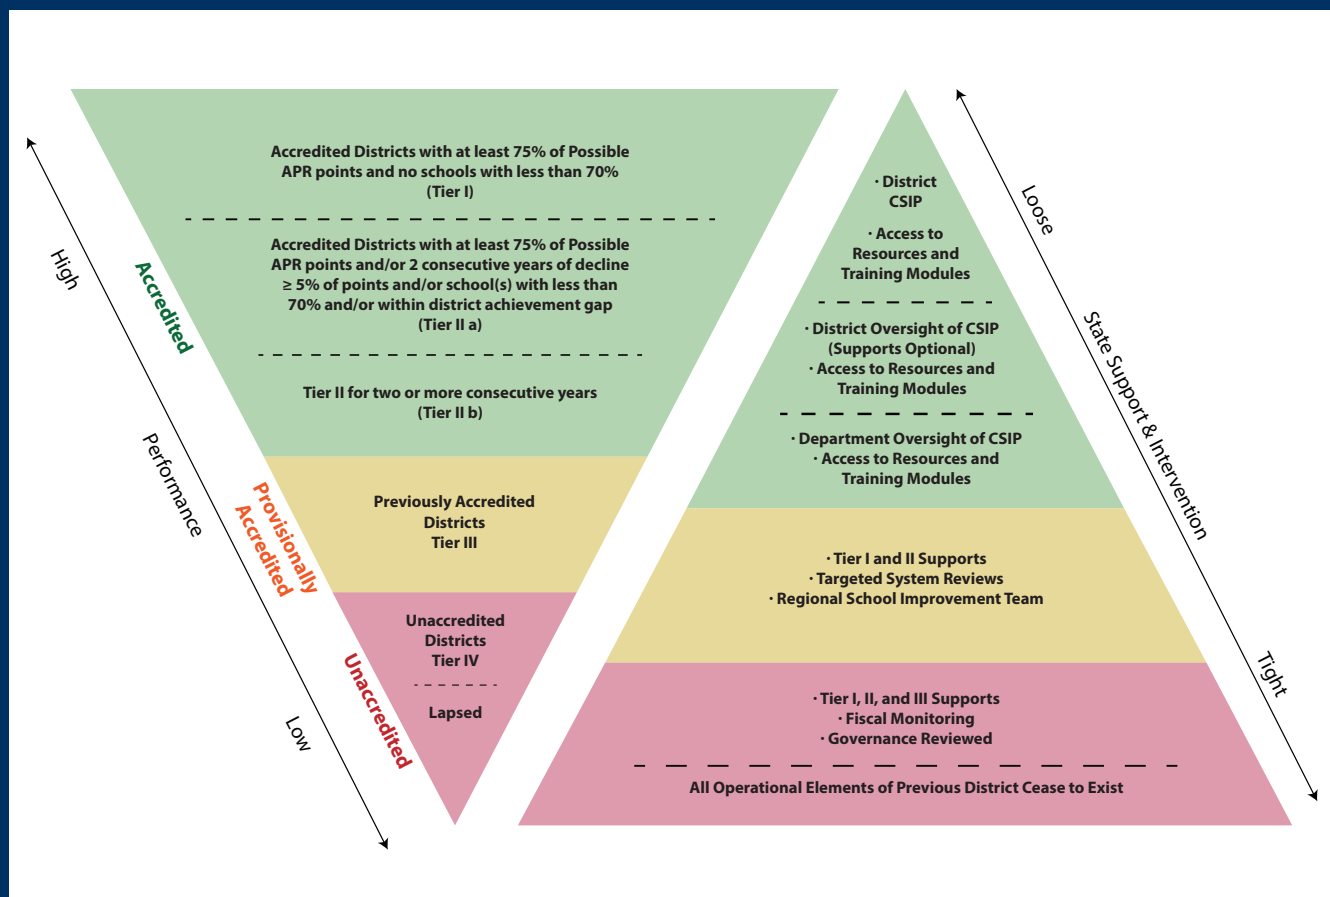 Accredited Districts with at least 75% of Possible
APR points and no schools with less than 70%
(Tier I)
Accredited Districts with at least 75% of Possible
APR points and/or 2 consecutive years of decline
≥ 5% of points and/or school(s) with less than
70% and/or within district achievement gap
(Tier II a)
Tier II for two or more consecutive years
(Tier II b)
Previously Accredited
Districts
Tier III
Unaccredited
Districts
Tier IV
Lapsed
High
Performance
Low
Accredited
Provisionally
Accredited
Unaccredited
· District
CSIP
· Access to
Resources and
Training Modules
· District Oversight of CSIP
(Supports Optional)
· Access to Resources and
Training Modules
· Department Oversight of CSIP
· Access to Resources and
Training Modules
· Tier I and II Supports
· Targeted System Reviews
· Regional School Improvement Team
· Tier I, II, and III Supports
· Fiscal Monitoring
· Governance Reviewed
All Operational Elements of Previous District Cease to Exist
Loose
State Support & Intervention
Tight